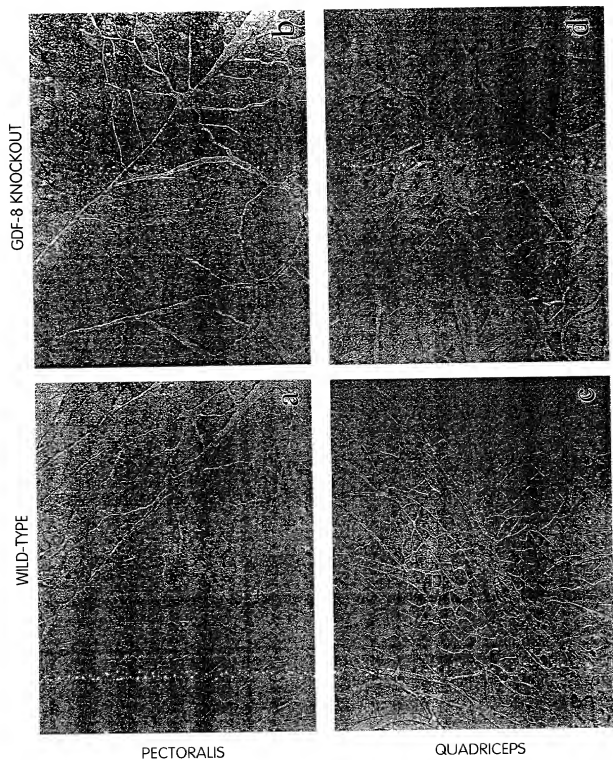 GDF-8 KNOCKOUT
b
d
WILD-TYPE
a
c
PECTORALIS
QUADRICEPS